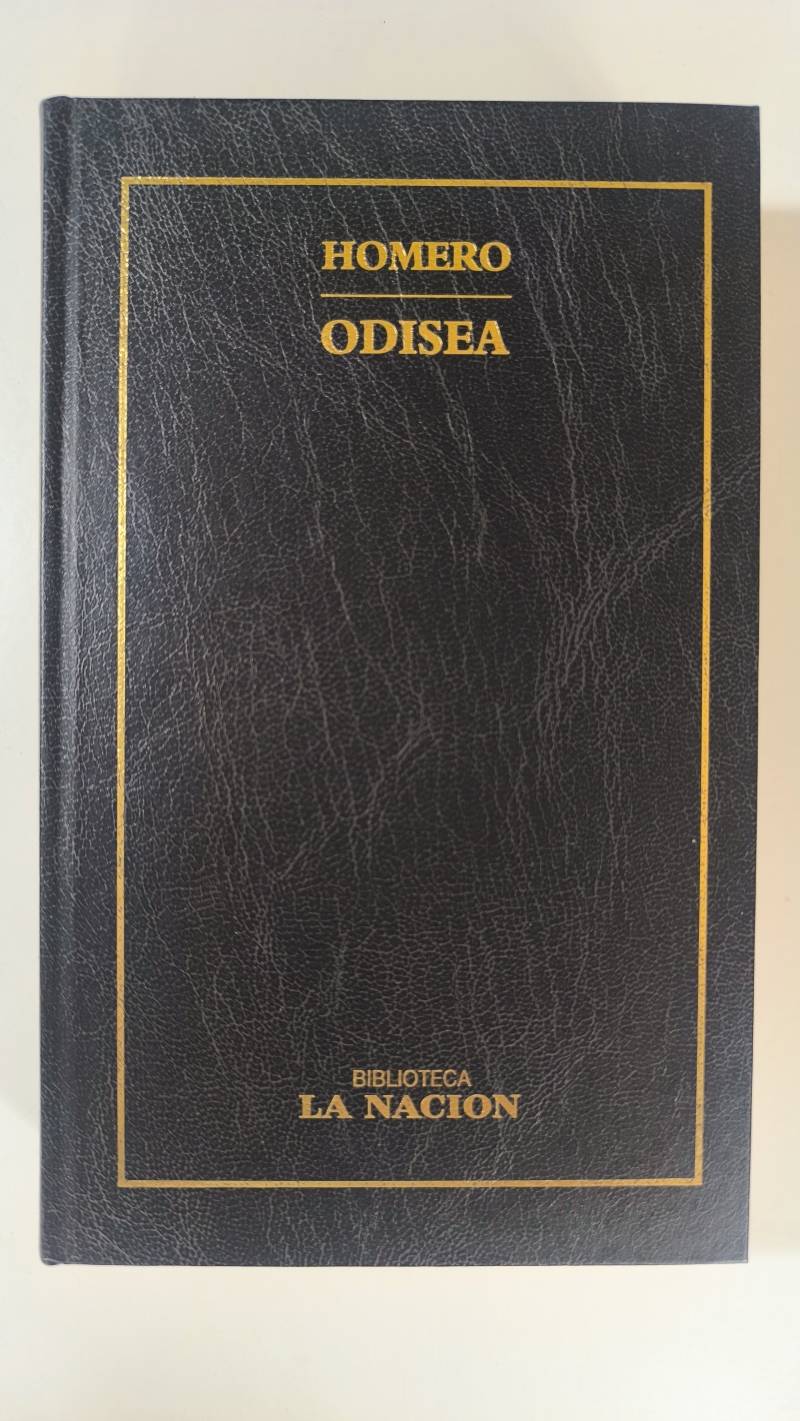 HOMERO
ODISEA
BIBLIOTECA
LA NACION